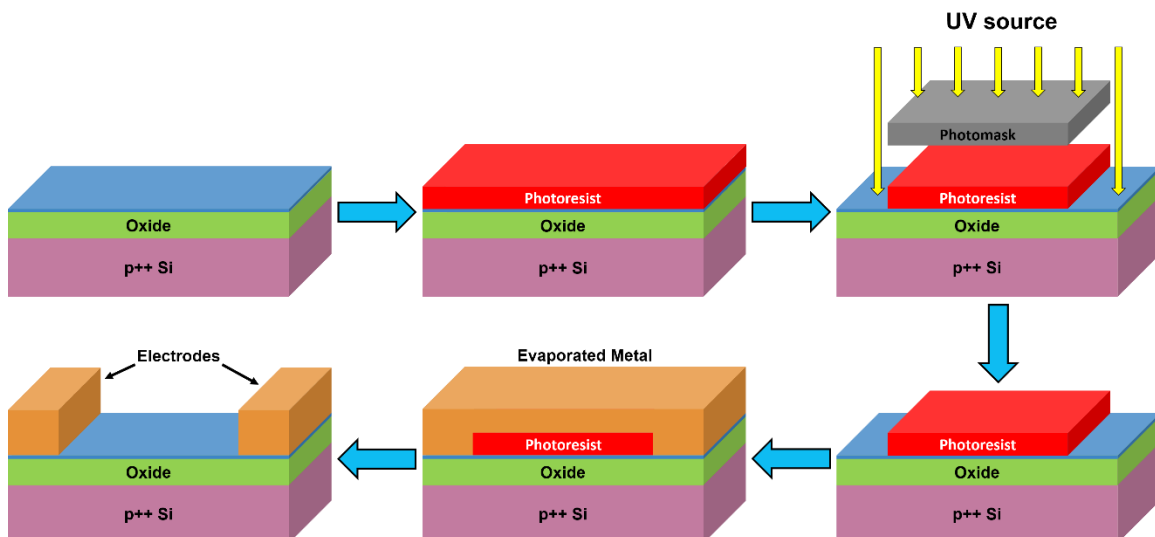 UV source
Photomask
Photoresist
Photoresist
Oxide
Oxide
Oxide
p++ Si
p++ Si
p++ Si
Electrodes
Evaporated Metal
Photoresist
Photoresist
Oxide
Oxide
Oxide
p++ Si
p++ Si
p++ Si